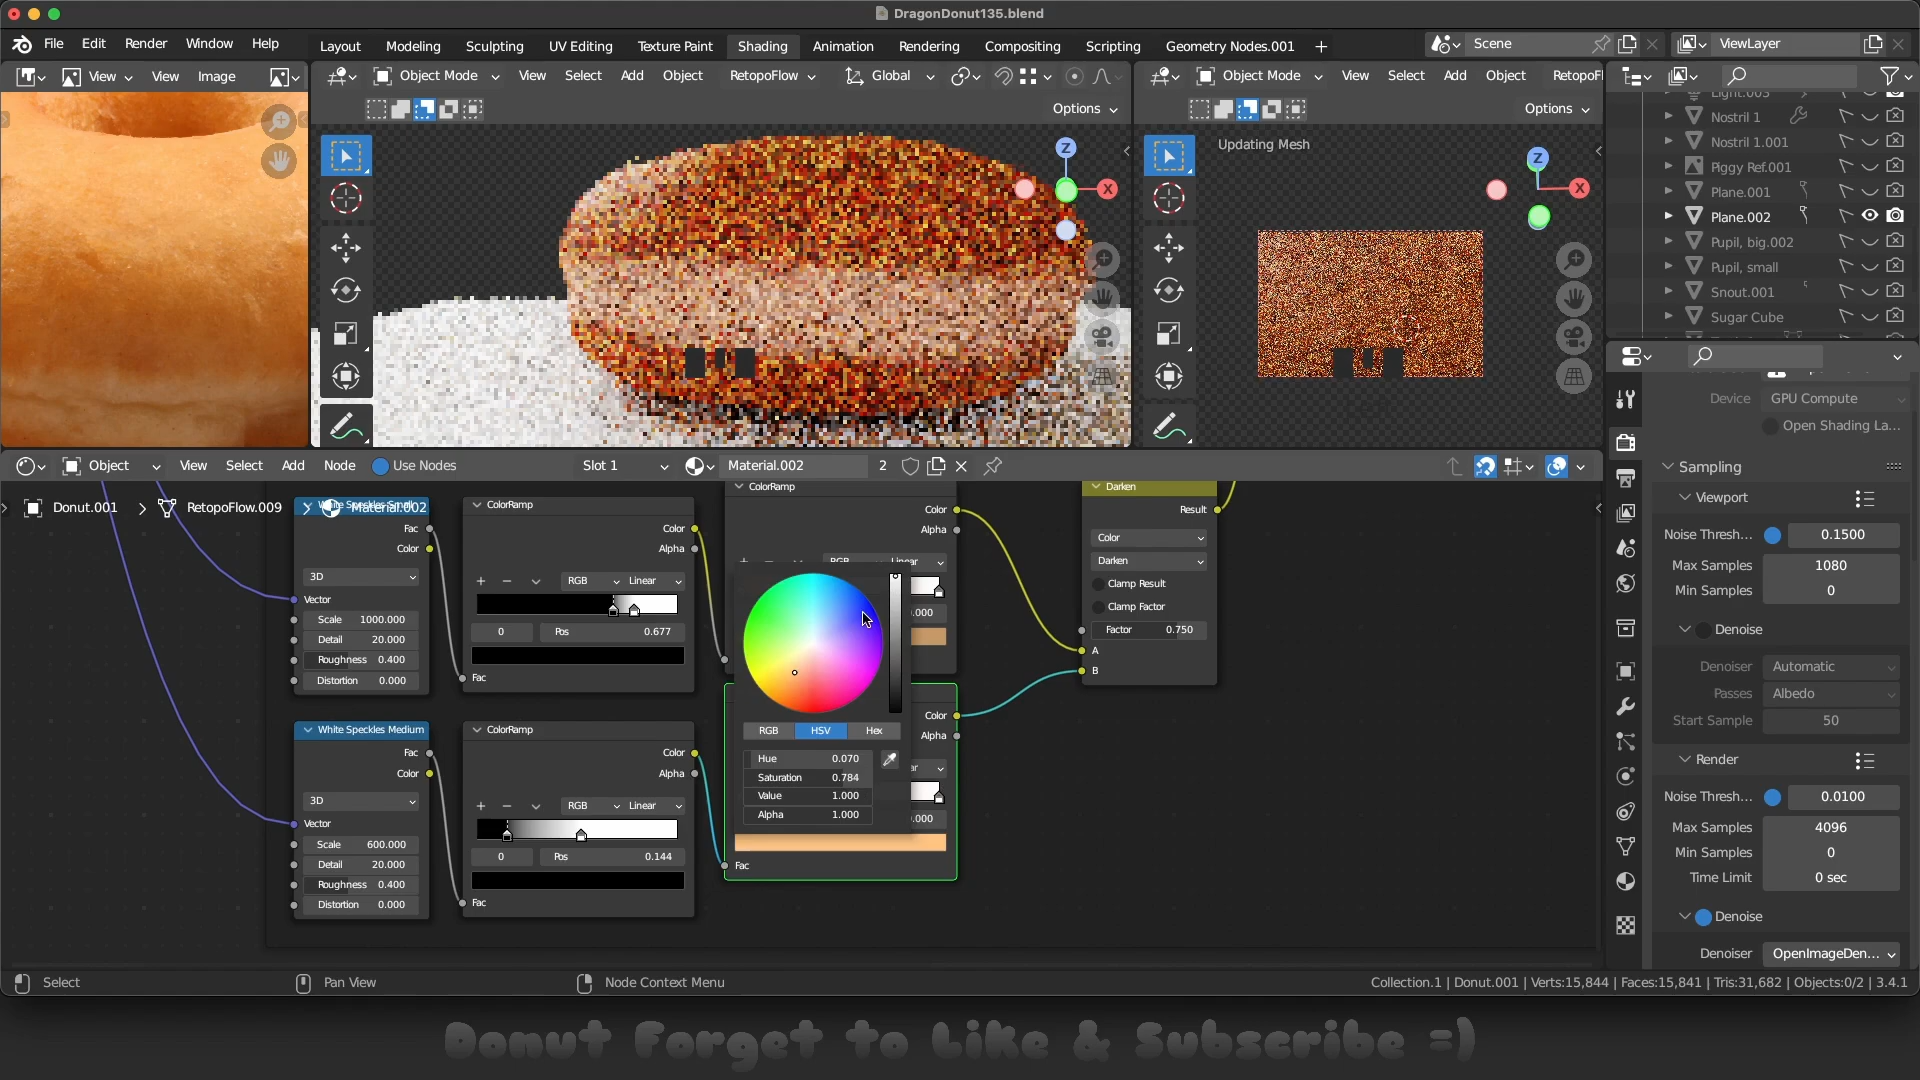 DragonDonut135.blend
File Edit Render Window Help Layout Modeling Sculpting UV Editing Texture Paint Shading Animation Rendering Compositing Scripting Geometry Nodes.001 + Scene ViewLayer
View View Image Object Mode View Select Add Object RetopoFlow Global Object Mode View Select Add Object RetopoF
Options Options
Updating Mesh
Z X
Z X
Light.003
Nostril 1
Nostril 1.001
Piggy Ref.001
Plane.001
Plane.002
Pupil, big.002
Pupil, small
Snout.001
Sugar Cube
Device GPU Compute
Open Shading La...
Sampling
Viewport
Noise Thresh... 0.1500
Max Samples 1080
Min Samples 0
Denoise
Denoiser Automatic
Passes Albedo
Start Sample 50
Render
Noise Thresh... 0.0100
Max Samples 4096
Min Samples 0
Time Limit 0 sec
Denoise
Denoiser OpenImageDen...
Object View Select Add Node Use Nodes Slot 1 Material.002 2
Donut.001 RetopoFlow.009 Material.002
White Speckles Small
Fac
Color
3D
Vector
Scale 1000.000
Detail 20.000
Roughness 0.400
Distortion 0.000
ColorRamp
Color
Alpha
RGB Linear
0 Pos 0.677
Fac
White Speckles Medium
Fac
Color
3D
Vector
Scale 600.000
Detail 20.000
Roughness 0.400
Distortion 0.000
ColorRamp
Color
Alpha
RGB Linear
0 Pos 0.144
Fac
ColorRamp
Color
Alpha
RGB Linear
.000
RGB HSV Hex
Hue 0.070
Saturation 0.784
Value 1.000
Alpha 1.000
Color
Alpha
ar
.000
Fac
Darken
Result
Color
Darken
Clamp Result
Clamp Factor
Factor 0.750
A
B
Select Pan View Node Context Menu Collection.1 | Donut.001 | Verts:15,844 | Faces:15,841 | Tris:31,682 | Objects:0/2 | 3.4.1
Donut Forget to Like & Subscribe =)